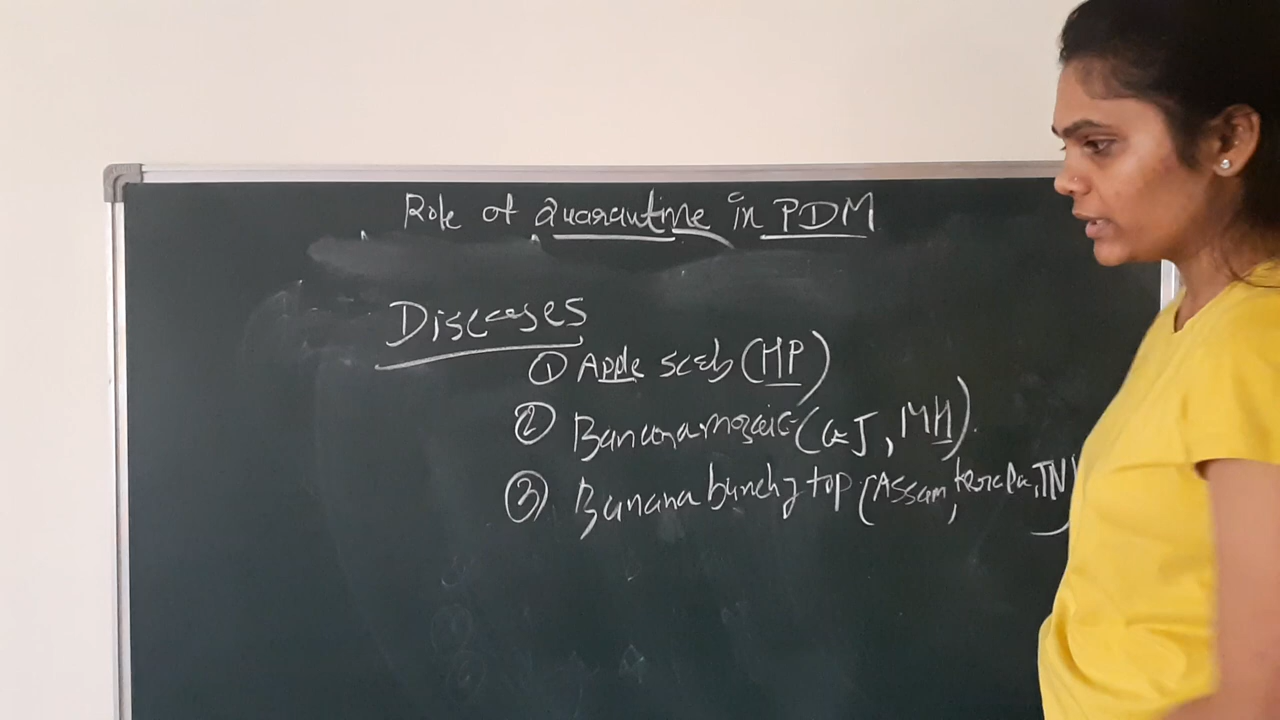 Role of Quarantine in PDM
Diseases
① Apple scab (HP)
② Banana mosaic (GJ, MH).
③ Banana bunchy top (Assam, kerala, TN)